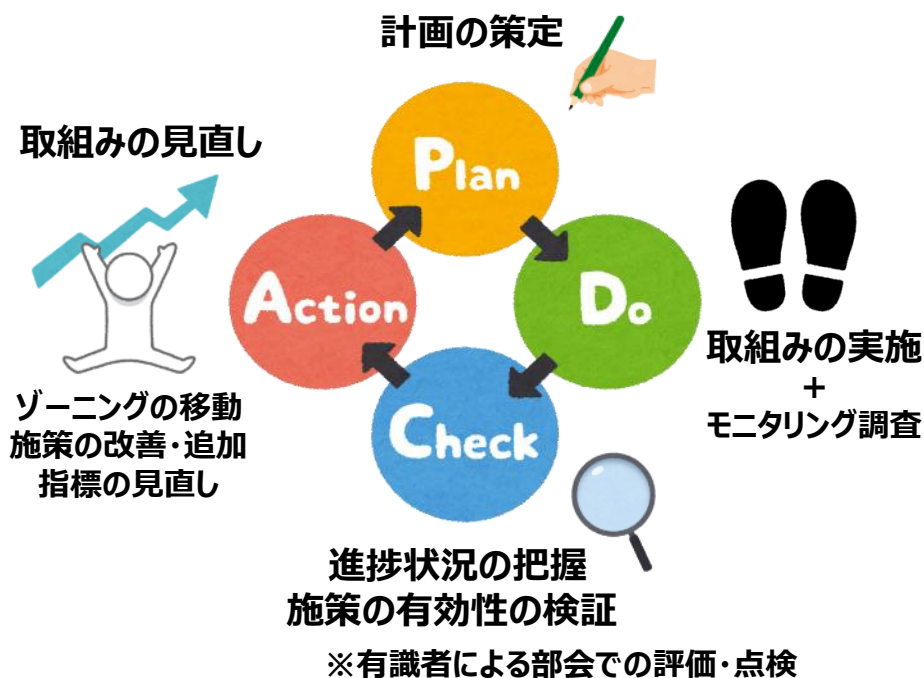 計画の策定
Plan
取組みの見直し
Action
Do
ゾーニングの移動
施策の改善・追加
指標の見直し
取組みの実施
+
モニタリング調査
Check
進捗状況の把握
施策の有効性の検証
※有識者による部会での評価・点検